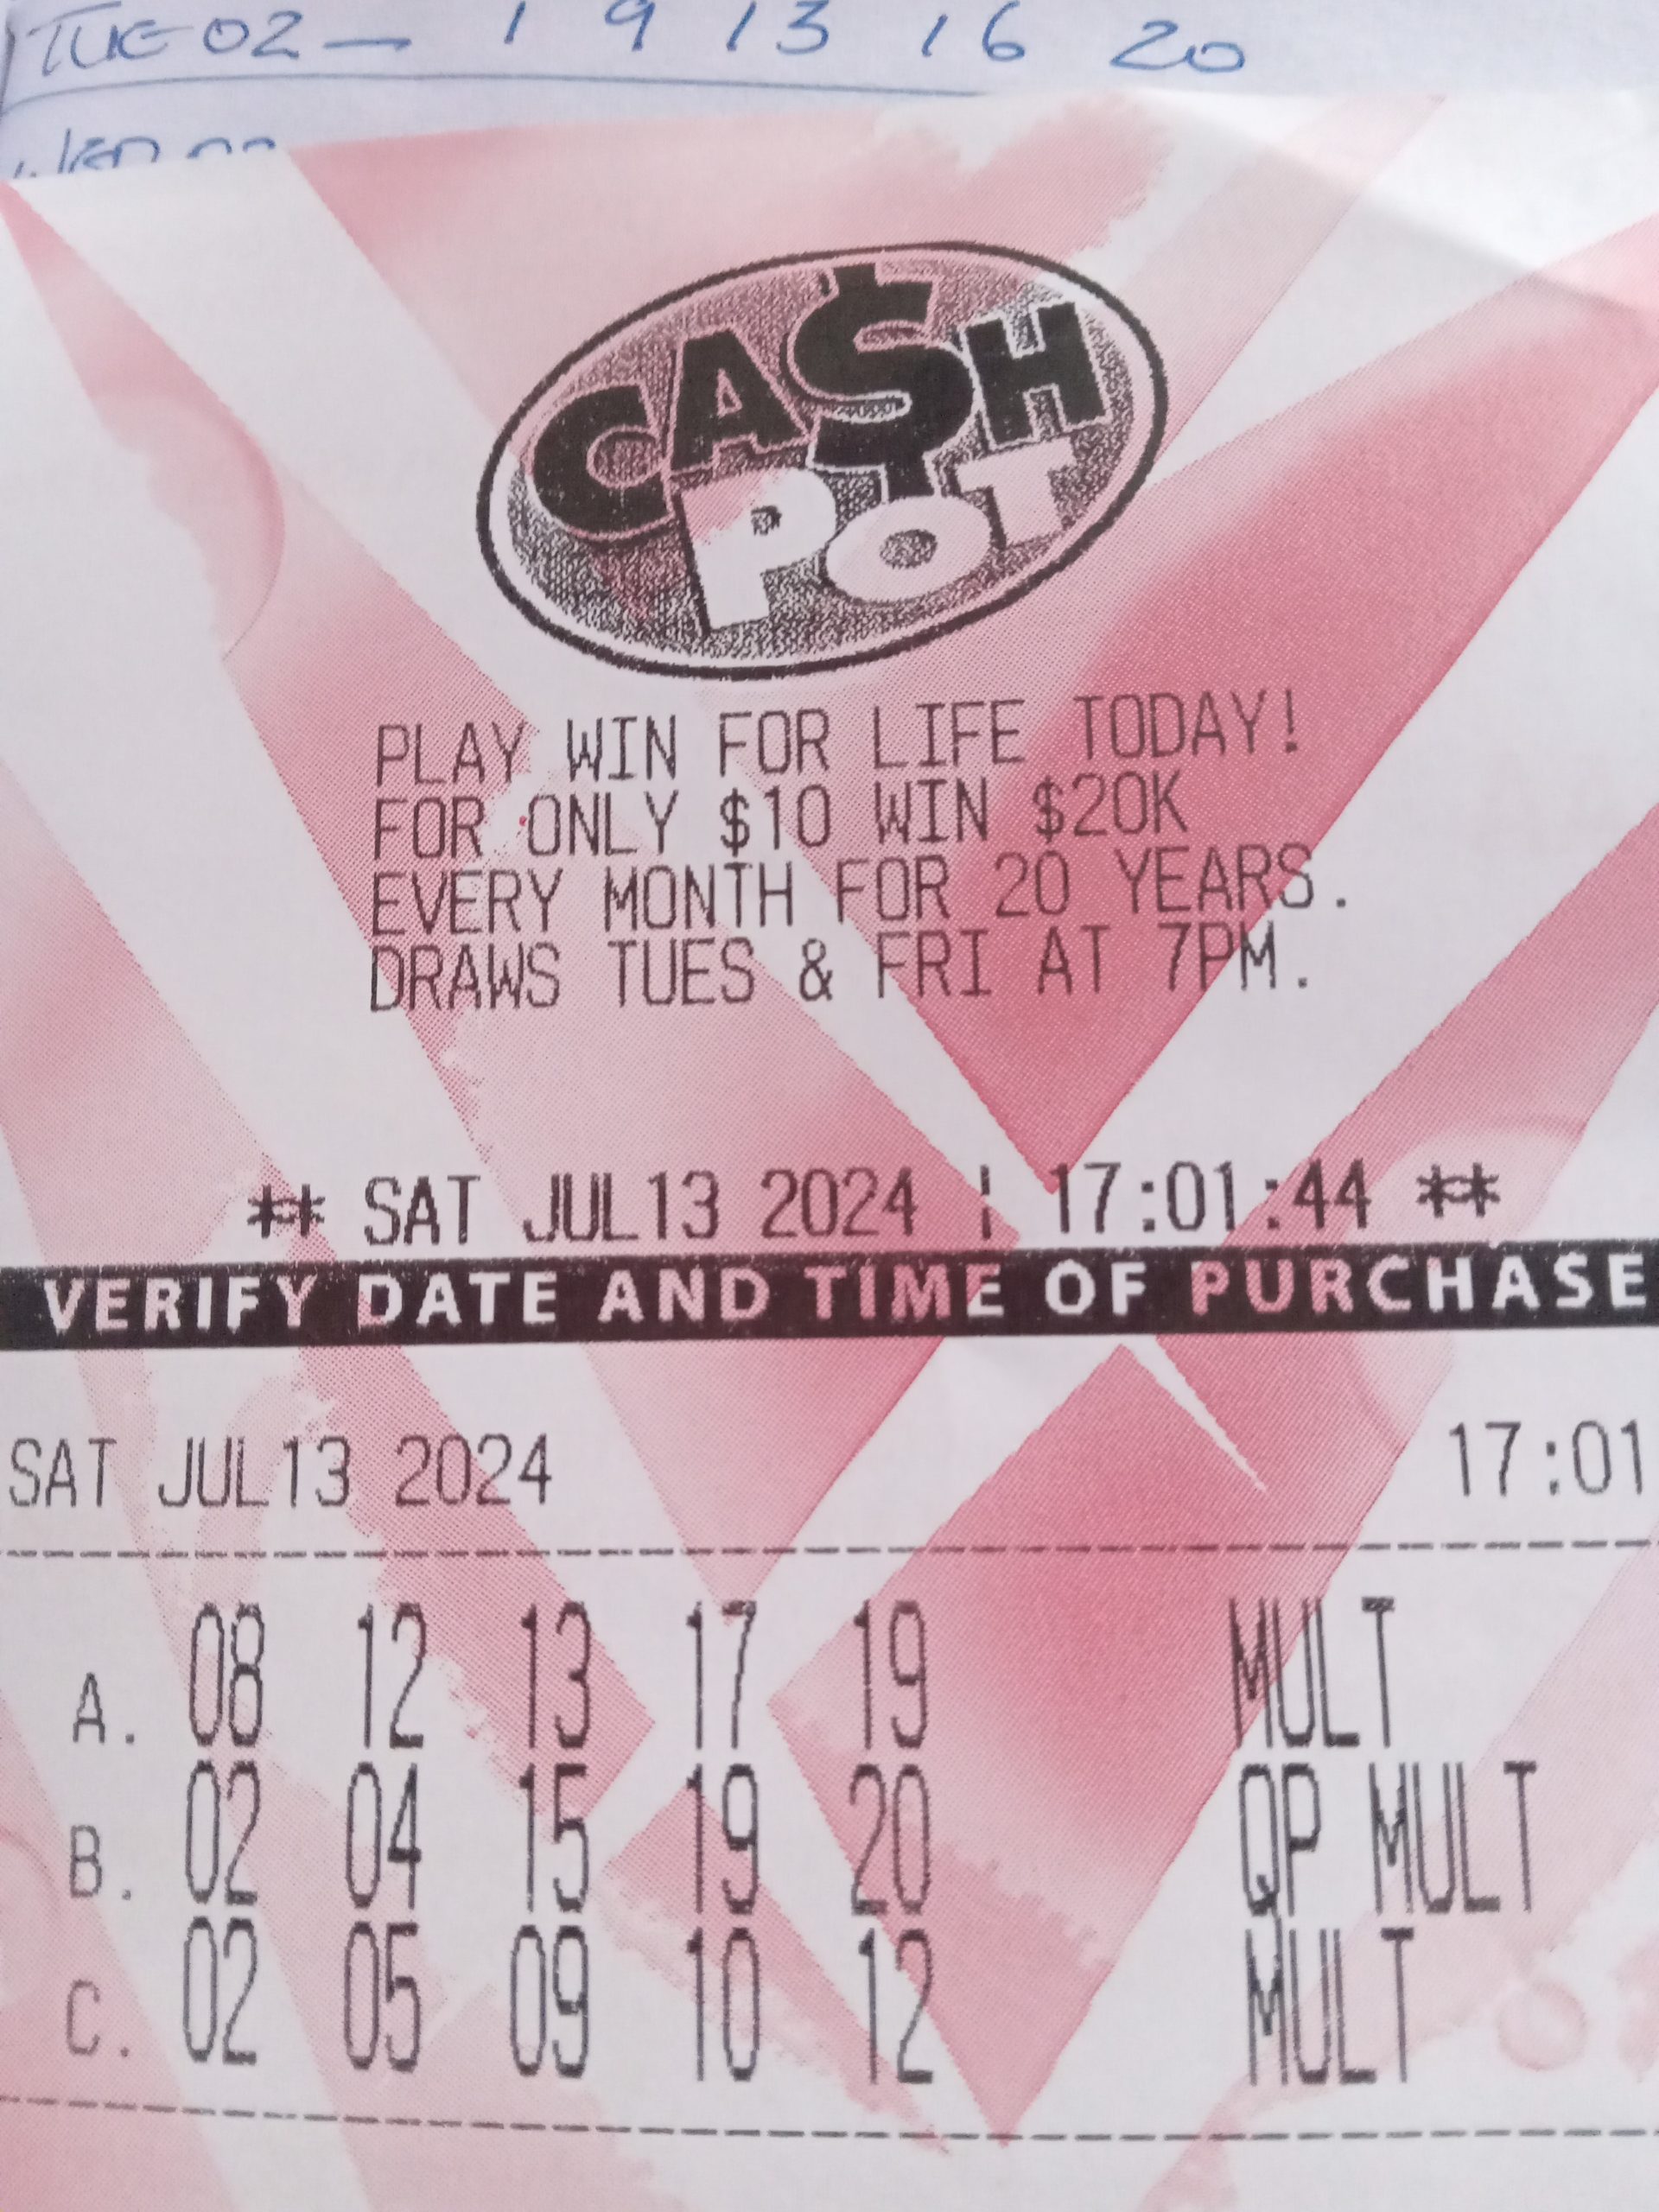 TUE 02 — 1 9 13 16 20
CA$H
POT
PLAY WIN FOR LIFE TODAY!
FOR ONLY $10 WIN $20K
EVERY MONTH FOR 20 YEARS.
DRAWS TUES & FRI AT 7PM.
** SAT JUL13 2024 ¦ 17:01:44 **
VERIFY DATE AND TIME OF PURCHASE
SAT JUL13 2024 17:01
A. 08 12 13 17 19 MULT
B. 02 04 15 19 20 QP MULT
C. 02 05 09 10 12 MULT